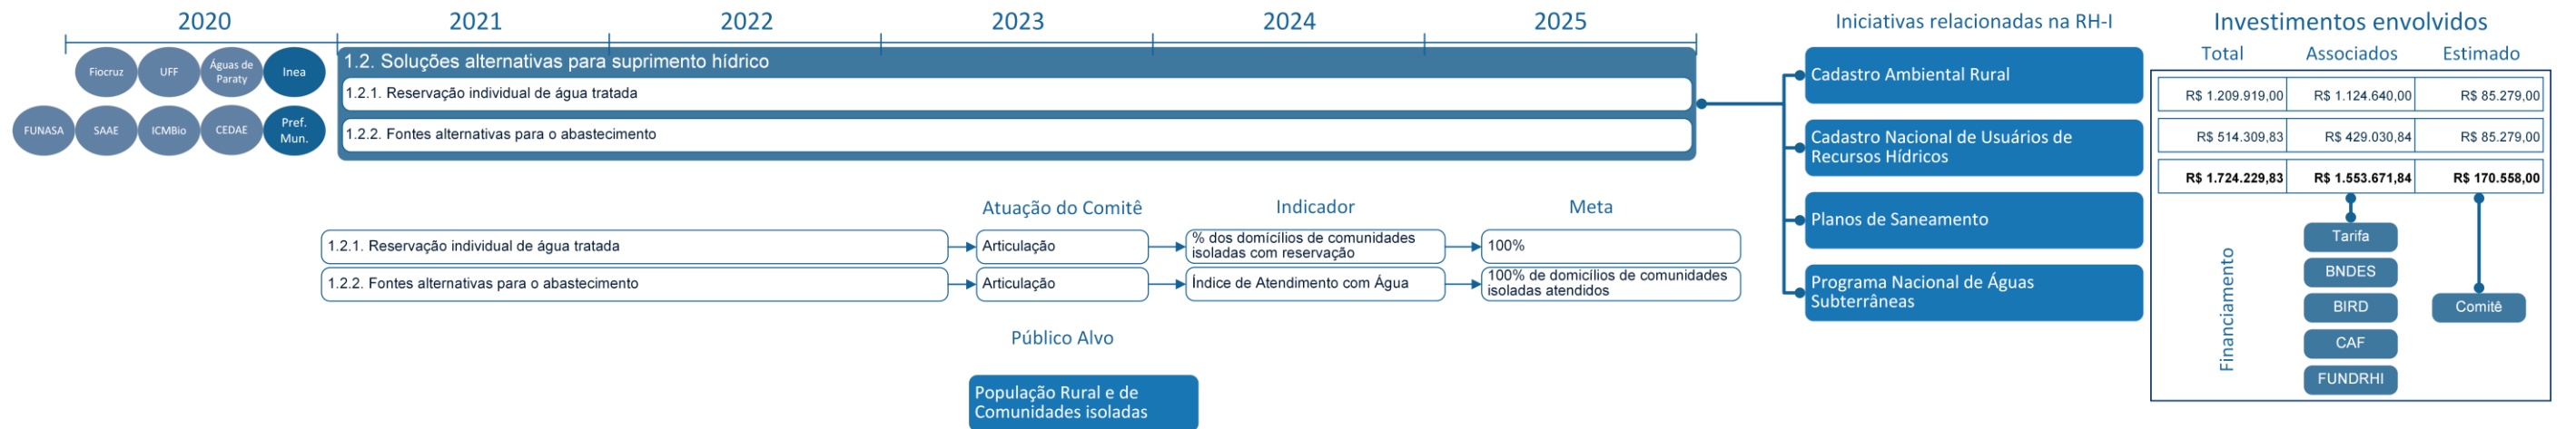 2020
2021
2022
2023
2024
2025
Iniciativas relacionadas na RH-I
Investimentos envolvidos
Total
Associados
Estimado
Fiocruz
UFF
Águas de
Paraty
Inea
FUNASA
SAAE
ICMBio
CEDAE
Pref.
Mun.
1.2. Soluções alternativas para suprimento hídrico
1.2.1. Reservação individual de água tratada
1.2.2. Fontes alternativas para o abastecimento
Cadastro Ambiental Rural
Cadastro Nacional de Usuários de
Recursos Hídricos
Planos de Saneamento
Programa Nacional de Águas
Subterrâneas
R$ 1.209.919,00
R$ 1.124.640,00
R$ 85.279,00
R$ 514.309,83
R$ 429.030,84
R$ 85.279,00
R$ 1.724.229,83
R$ 1.553.671,84
R$ 170.558,00
Financiamento
Tarifa
BNDES
BIRD
CAF
FUNDRHI
Comitê
Atuação do Comitê
Indicador
Meta
1.2.1. Reservação individual de água tratada
Articulação
% dos domícílios de comunidades
isoladas com reservação
100%
1.2.2. Fontes alternativas para o abastecimento
Articulação
Índice de Atendimento com Água
100% de domicílios de comunidades
isoladas atendidos
Público Alvo
População Rural e de
Comunidades isoladas